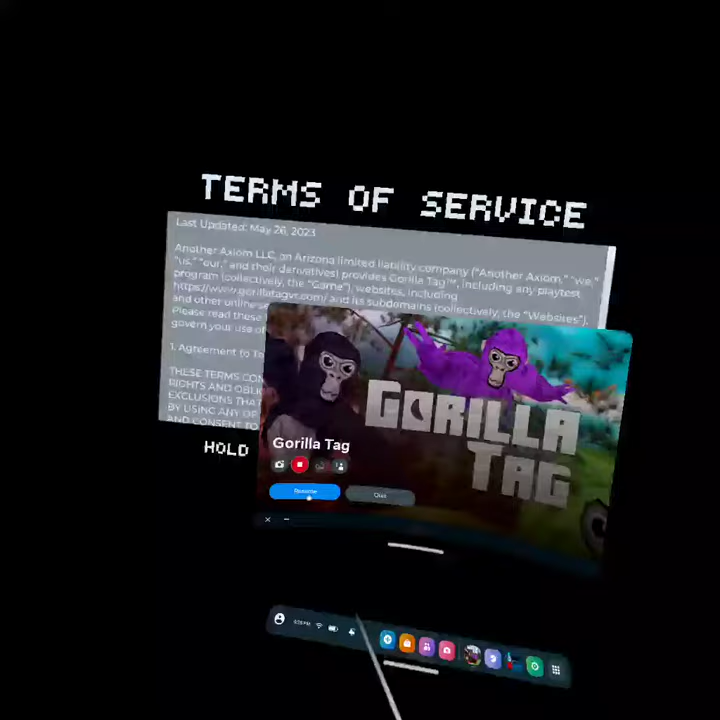 TERMS OF SERVICE
Last Updated: May 26, 2023
Another Axiom LLC, an Arizona limited liability company ("Another Axiom," "we,"
"us," "our," and their derivatives) provides Gorilla Tag™, including any playtest
program (collectively, the "Game"), websites, including
https://www.gorillatagvr.com/ and its subdomains (collectively, the "Websites"),
and other online
Please read these
govern your use of
1. Agreement to
THESE TERMS
RIGHTS AND
EXCLUSIONS
BY USING ANY OF
AND CONSENT TO
HOLD
GORILLA
TAG
Gorilla Tag
Resume
Quit